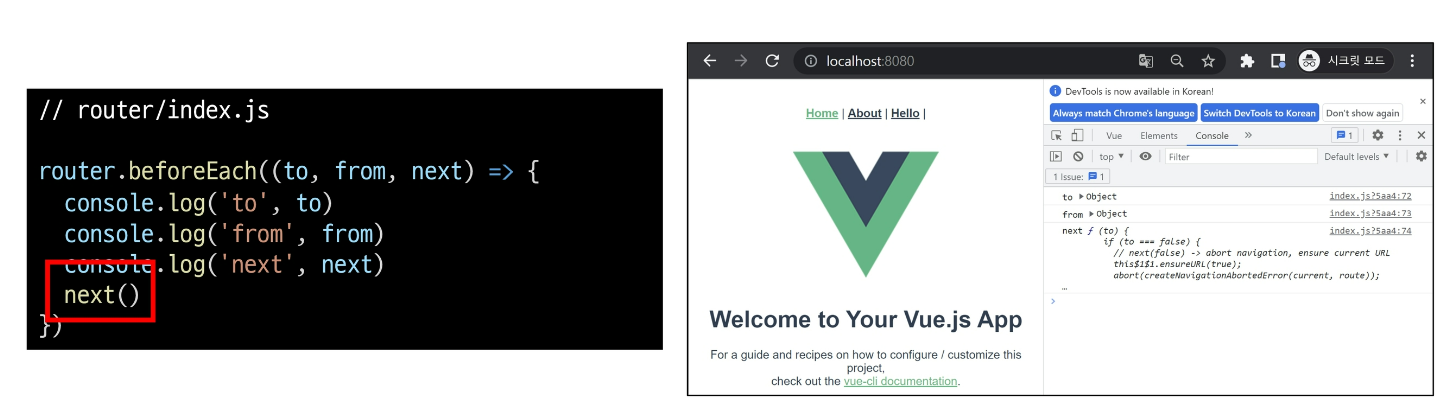 // router/index.js
router.beforeEach((to, from, next) => {
console.log('to', to)
console.log('from', from)
console.log('next', next)
next()
})
localhost:8080
시크릿 모드
Home | About | Hello |
Welcome to Your Vue.js App
For a guide and recipes on how to configure / customize this
project,
check out the vue-cli documentation.
DevTools is now available in Korean!
Always match Chrome's language Switch DevTools to Korean Don't show again
Vue Elements Console » 1
top ▼ Filter Default levels ▼
1 Issue: 1
to ▶Object index.js?5aa4:72
from ▶Object index.js?5aa4:73
next ƒ (to) { index.js?5aa4:74
if (to === false) {
// next(false) -> abort navigation, ensure current URL
this$1$1.ensureURL(true);
abort(createNavigationAbortedError(current, route));
…